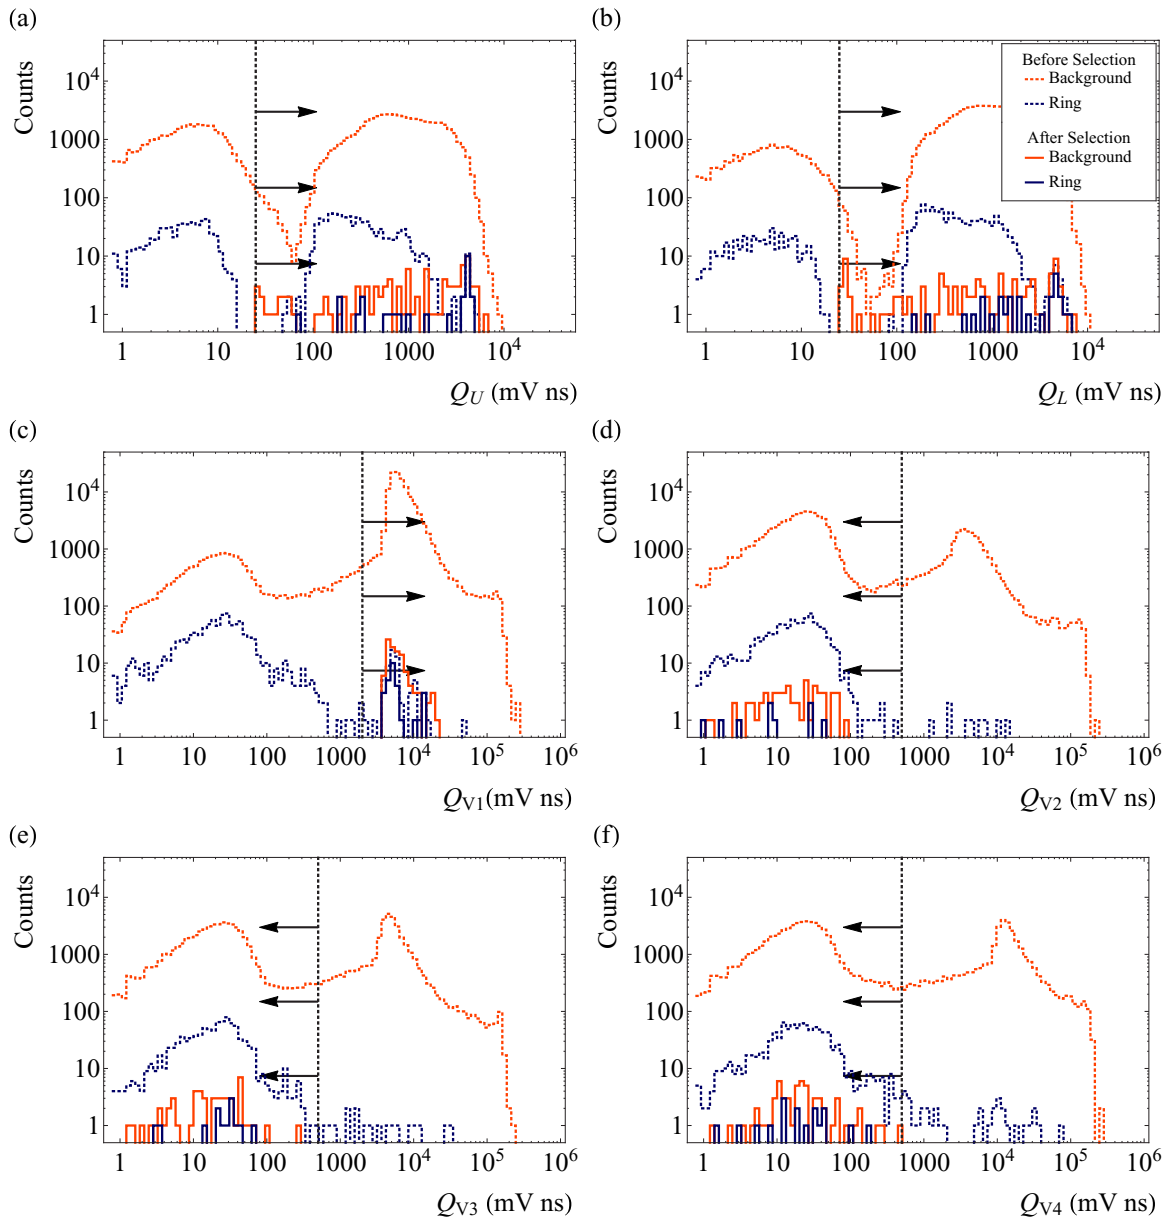 (a)
Counts
10^4
1000
100
10
1
1 10 100 1000 10^4
Q_U (mV ns)
(b)
Counts
10^4
1000
100
10
1
1 10 100 1000 10^4
Q_L (mV ns)
Before Selection
Background
Ring
After Selection
Background
Ring
(c)
Counts
10^4
1000
100
10
1
1 10 100 1000 10^4 10^5 10^6
Q_V1(mV ns)
(d)
Counts
10^4
1000
100
10
1
1 10 100 1000 10^4 10^5 10^6
Q_V2 (mV ns)
(e)
Counts
10^4
1000
100
10
1
1 10 100 1000 10^4 10^5 10^6
Q_V3 (mV ns)
(f)
Counts
10^4
1000
100
10
1
1 10 100 1000 10^4 10^5 10^6
Q_V4 (mV ns)